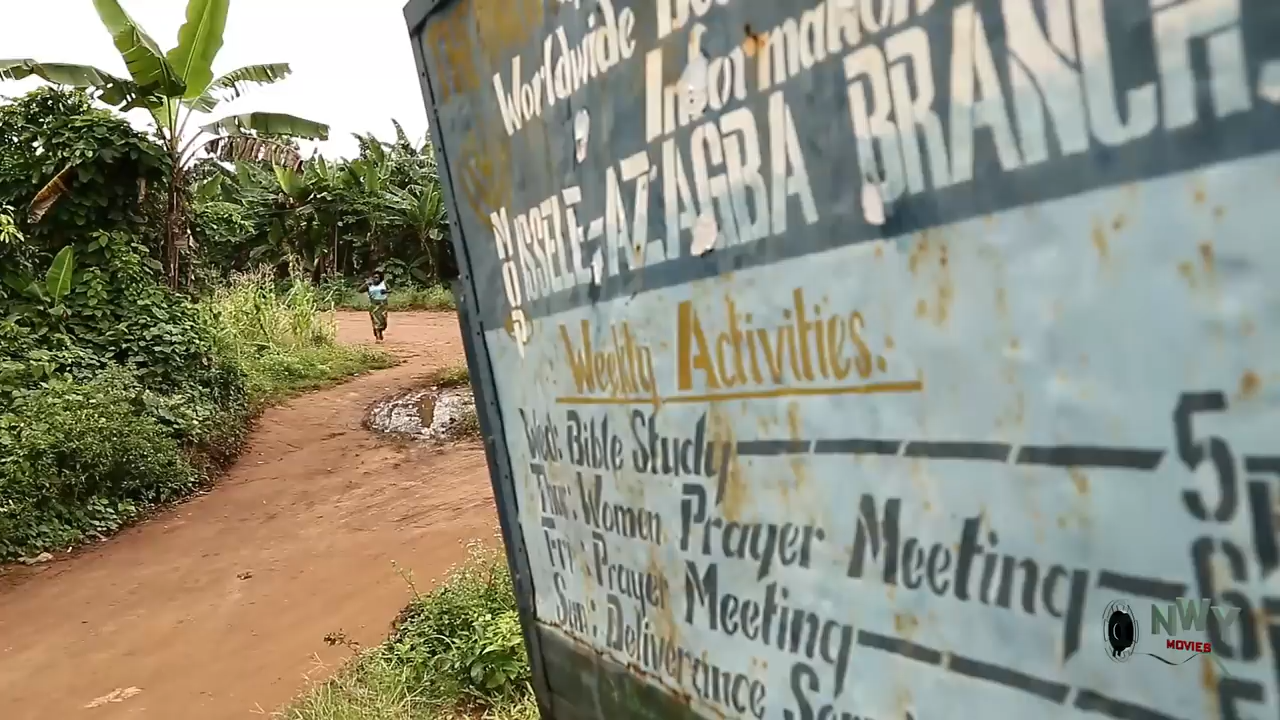 Worldwide
Information
ISSELE-AZAGBA BRANCH.
Weekly Activities:
Wed: Bible Study 5
Thur: Women Prayer Meeting
Fri: Prayer Meeting
Sun: Deliverance
NWY
MOVIES